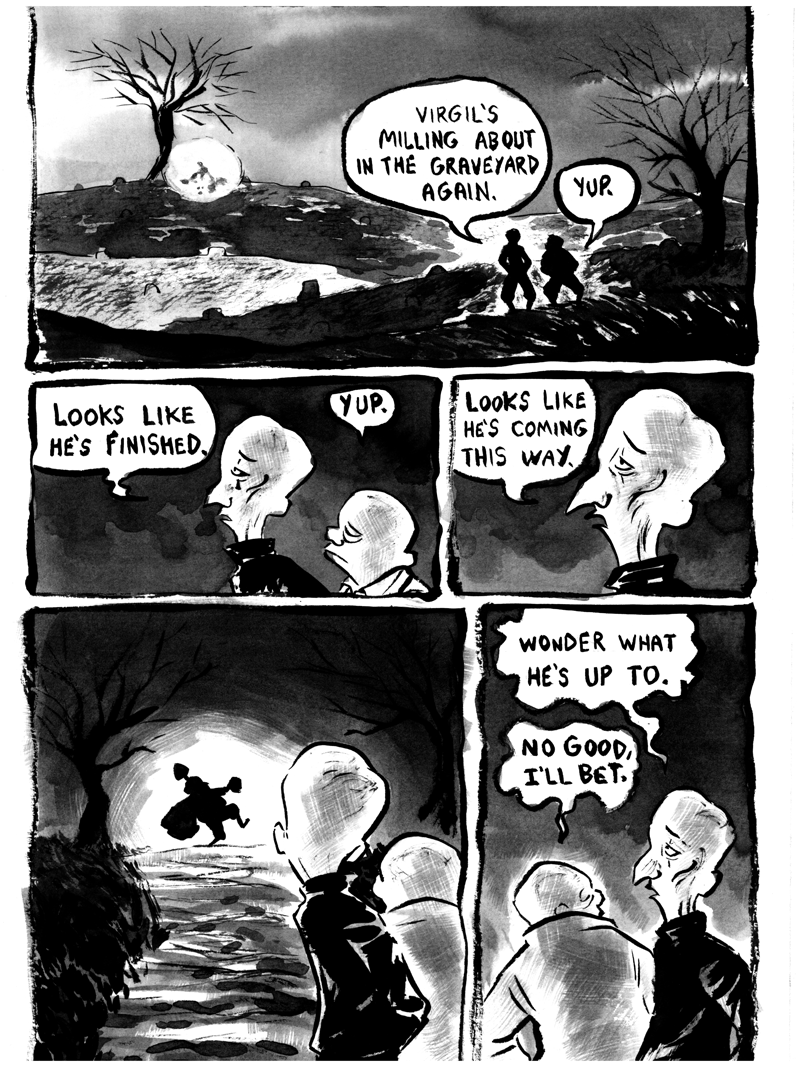 VIRGIL'S
MILLING ABOUT
IN THE GRAVEYARD
AGAIN.
YUP.
LOOKS LIKE
HE'S FINISHED.
YUP.
LOOKS LIKE
HE'S COMING
THIS WAY.
WONDER WHAT
HE'S UP TO.
NO GOOD,
I'LL BET.